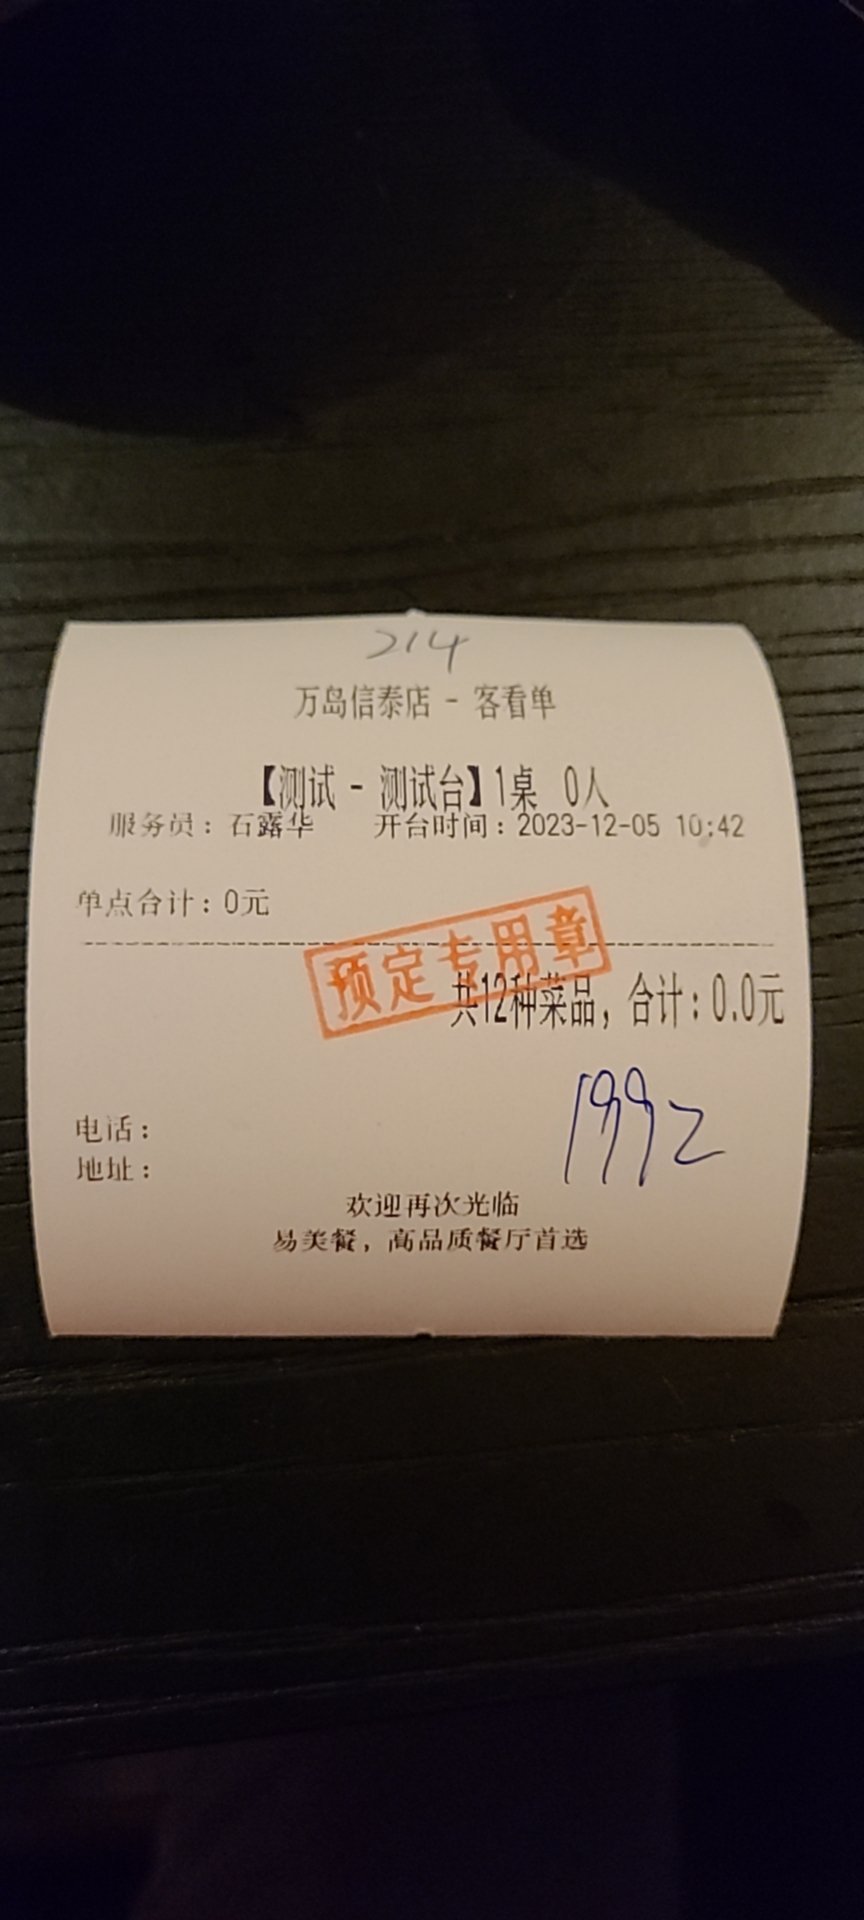 214
万岛信泰店 - 客看单
【测试 - 测试台】1桌 0人
服务员：石露华 开台时间：2023-12-05 10:42
单点合计：0元
预定专用章
共12种菜品，合计：0.0元
1992
电话：
地址：
欢迎再次光临
易美餐，高品质餐厅首选